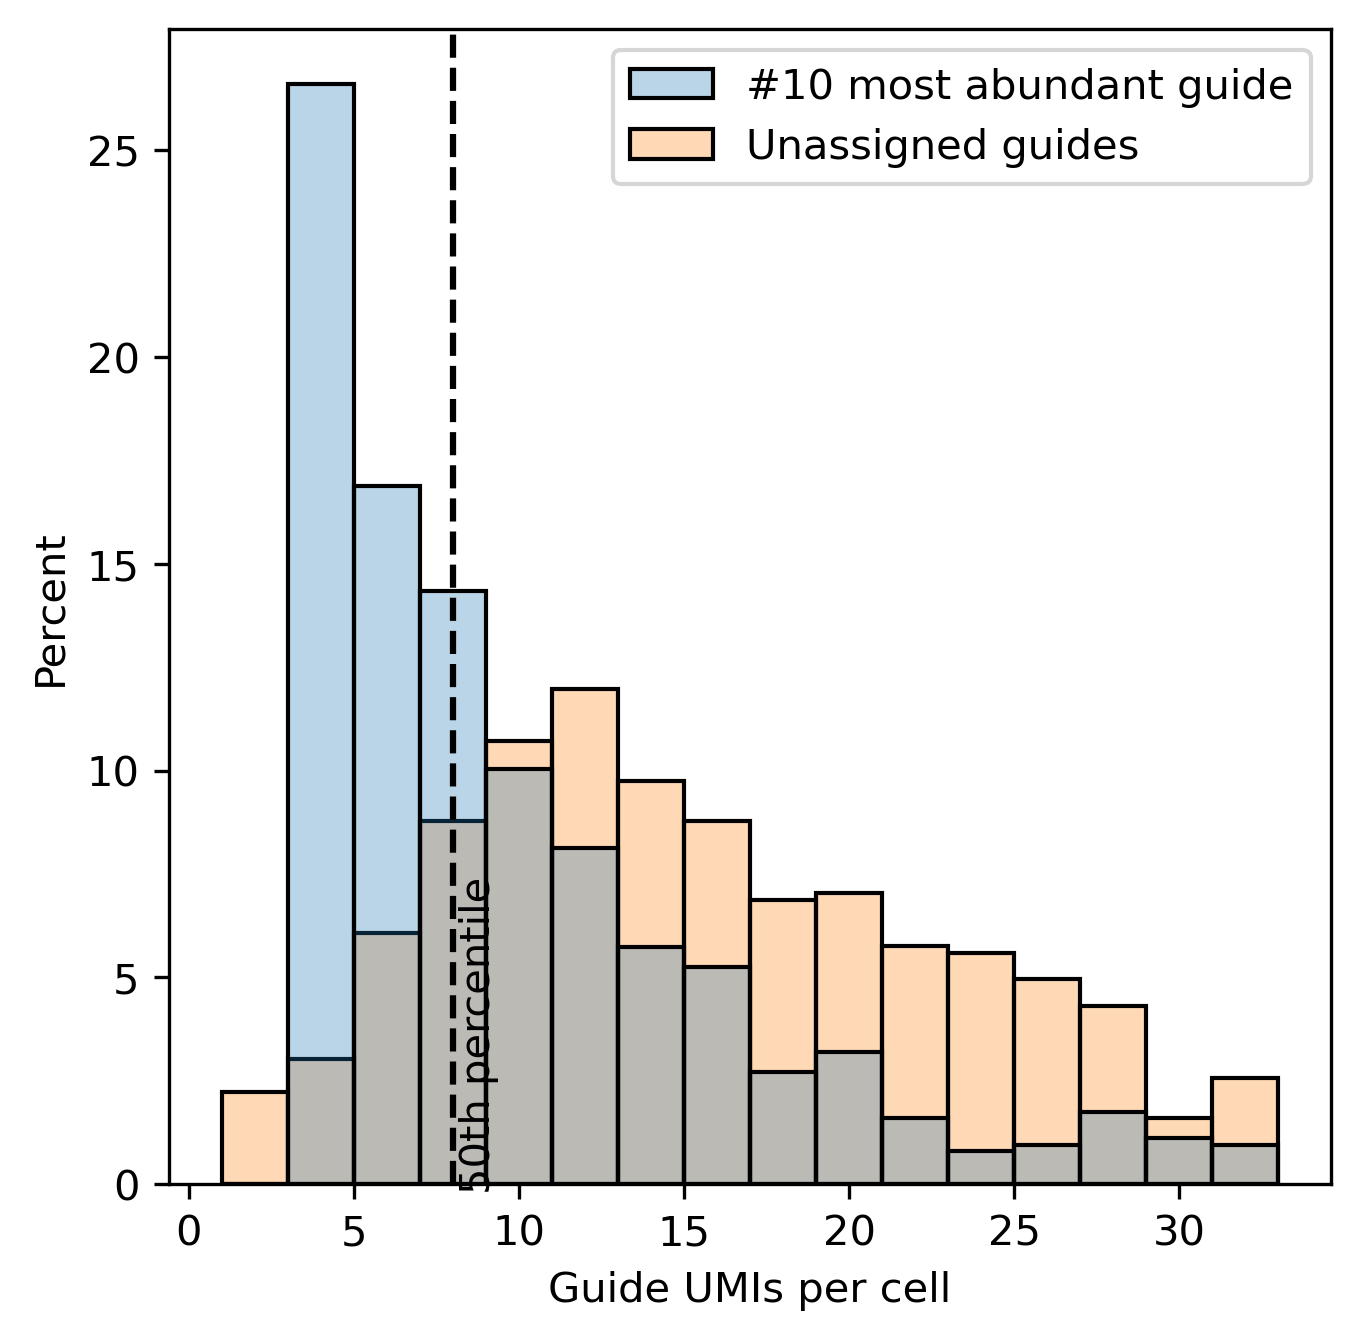 #10 most abundant guide
Unassigned guides
25
20
15
10
5
0
Percent
50th percentile
0 5 10 15 20 25 30
Guide UMIs per cell